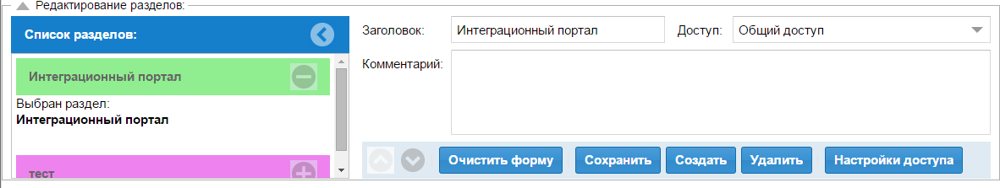 Редактирование разделов:
Список разделов:
Интеграционный портал
Выбран раздел:
Интеграционный портал
тест
Заголовок: Интеграционный портал Доступ: Общий доступ
Комментарий:
Очистить форму Сохранить Создать Удалить Настройки доступа